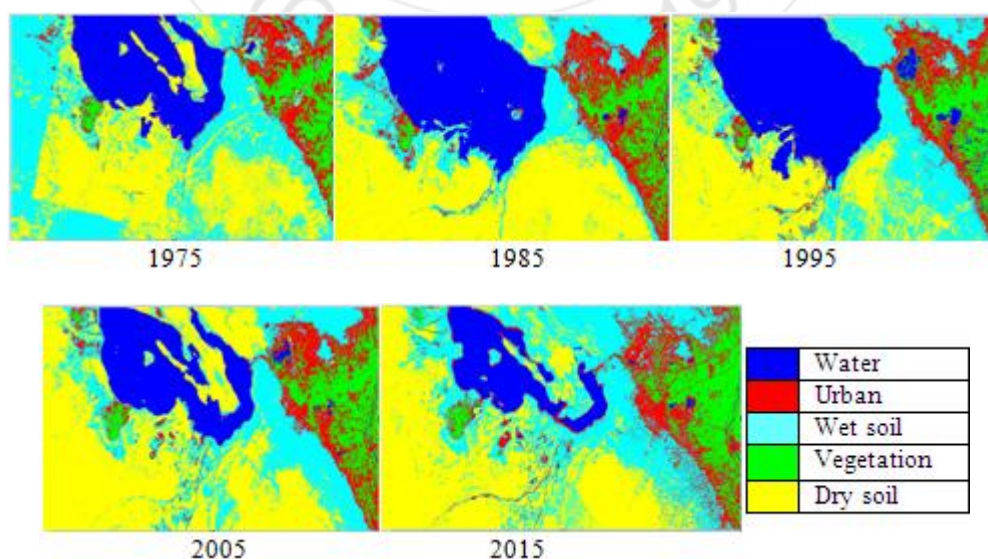 1975
1985
1995
2005
2015
Water
Urban
Wet soil
Vegetation
Dry soil